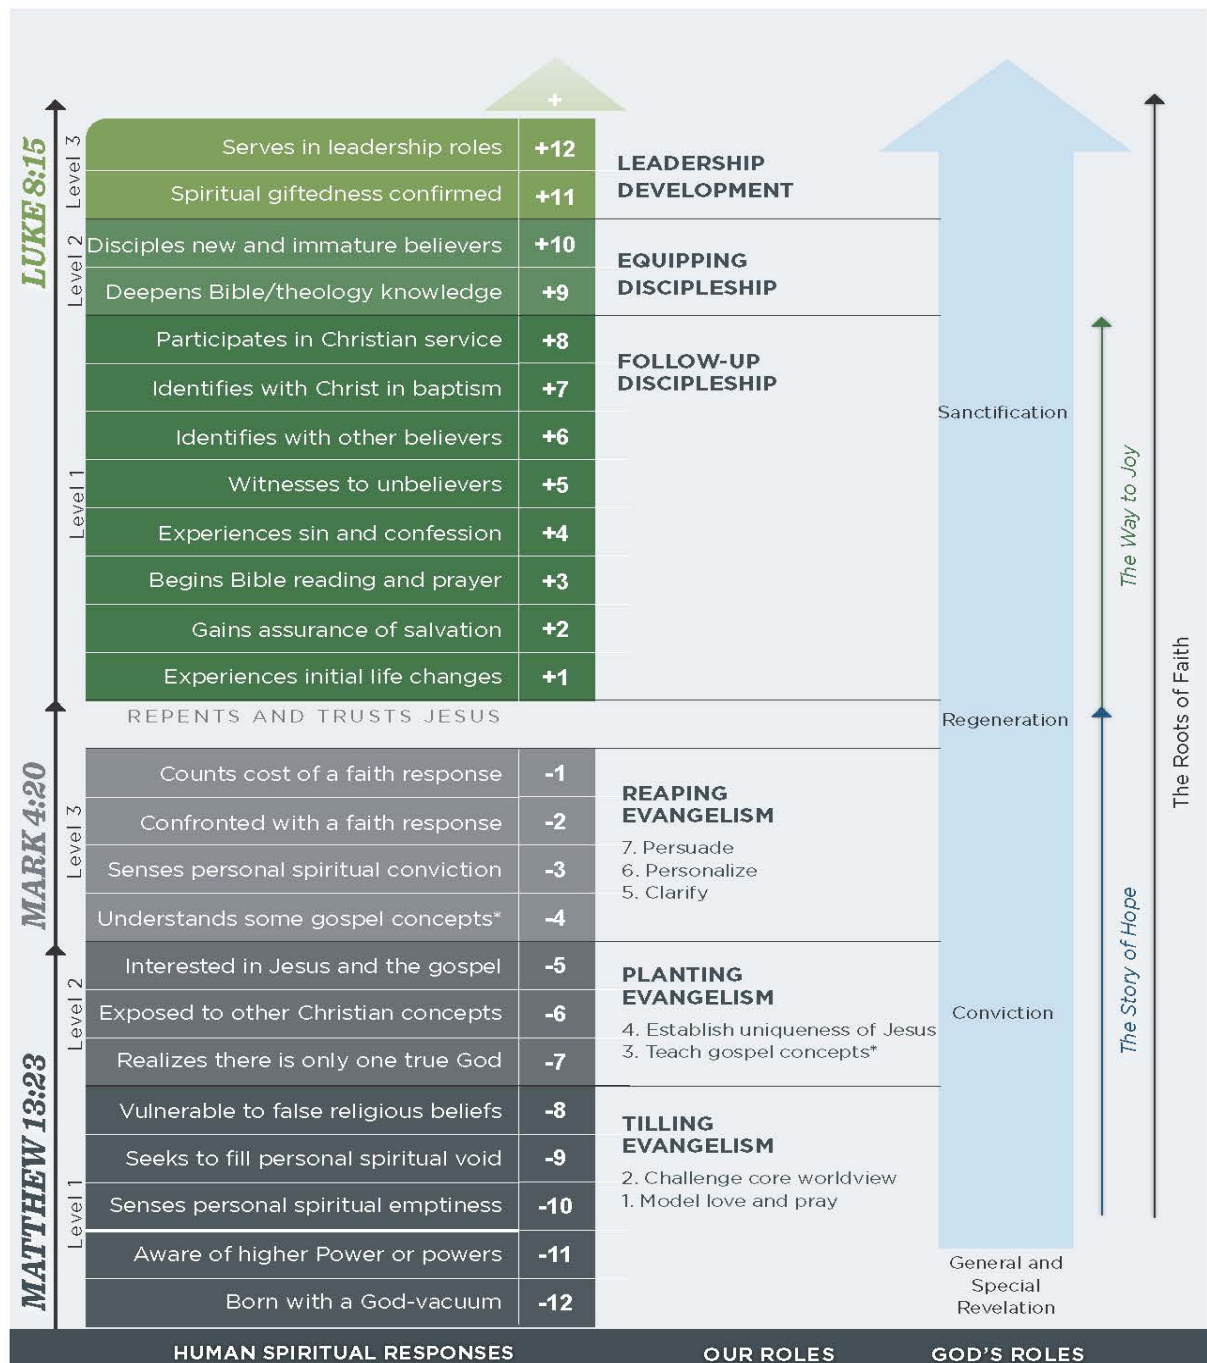 +
LUKE 8:15
Level 3
Serves in leadership roles +12
Spiritual giftedness confirmed +11
LEADERSHIP
DEVELOPMENT
Level 2
Disciples new and immature believers +10
Deepens Bible/theology knowledge +9
EQUIPPING
DISCIPLESHIP
Level 1
Participates in Christian service +8
Identifies with Christ in baptism +7
Identifies with other believers +6
Witnesses to unbelievers +5
Experiences sin and confession +4
Begins Bible reading and prayer +3
Gains assurance of salvation +2
Experiences initial life changes +1
FOLLOW-UP
DISCIPLESHIP
REPENTS AND TRUSTS JESUS
MARK 4:20
Level 3
Counts cost of a faith response -1
Confronted with a faith response -2
Senses personal spiritual conviction -3
Understands some gospel concepts* -4
REAPING
EVANGELISM
7. Persuade
6. Personalize
5. Clarify
MATTHEW 13:23
Level 2
Interested in Jesus and the gospel -5
Exposed to other Christian concepts -6
Realizes there is only one true God -7
PLANTING
EVANGELISM
4. Establish uniqueness of Jesus
3. Teach gospel concepts*
Level 1
Vulnerable to false religious beliefs -8
Seeks to fill personal spiritual void -9
Senses personal spiritual emptiness -10
Aware of higher Power or powers -11
Born with a God-vacuum -12
TILLING
EVANGELISM
2. Challenge core worldview
1. Model love and pray
Sanctification
Regeneration
Conviction
General and
Special
Revelation
The Way to Joy
The Story of Hope
The Roots of Faith
HUMAN SPIRITUAL RESPONSES
OUR ROLES
GOD'S ROLES